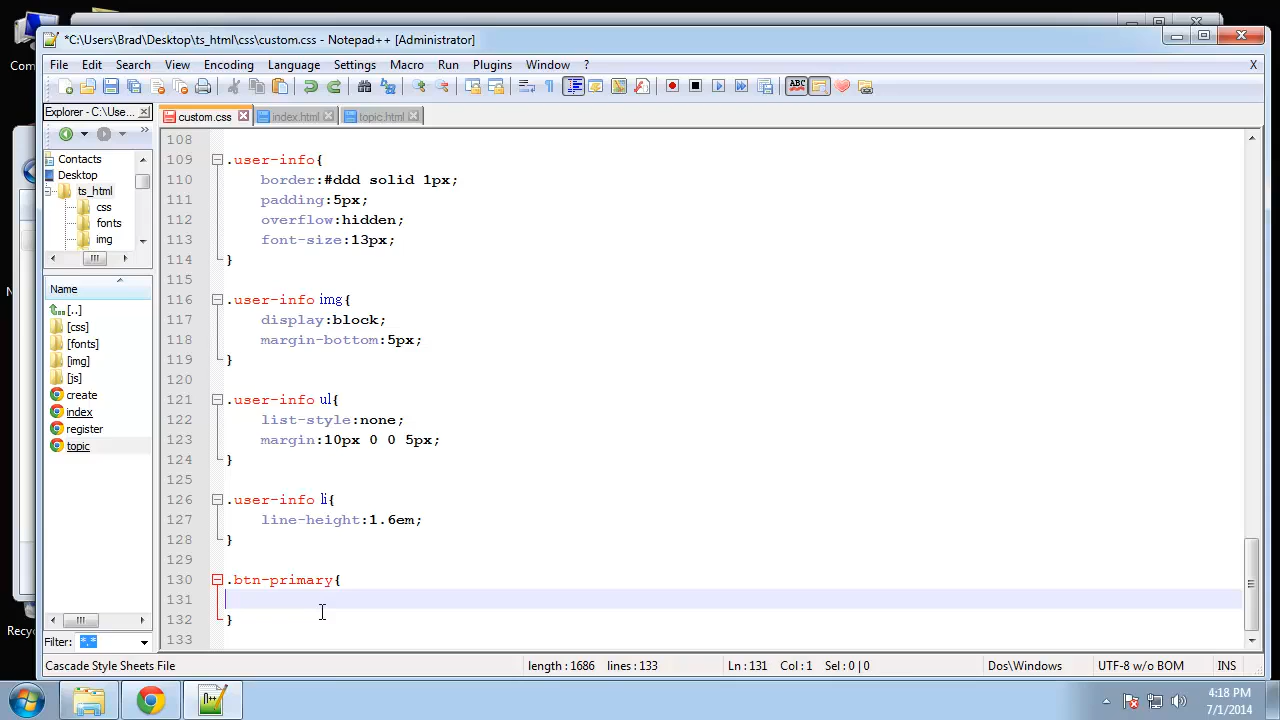 *C:\Users\Brad\Desktop\ts_html\css\custom.css - Notepad++ [Administrator]
File Edit Search View Encoding Language Settings Macro Run Plugins Window ? X
Explorer - C:\Use...
custom.css index.html topic.html
Contacts
Desktop
ts_html
css
fonts
img
Name
[..]
[css]
[fonts]
[img]
[js]
create
index
register
topic
Filter: *.*
108
109 .user-info{
110 border:#ddd solid 1px;
111 padding:5px;
112 overflow:hidden;
113 font-size:13px;
114 }
115
116 .user-info img{
117 display:block;
118 margin-bottom:5px;
119 }
120
121 .user-info ul{
122 list-style:none;
123 margin:10px 0 0 5px;
124 }
125
126 .user-info li{
127 line-height:1.6em;
128 }
129
130 .btn-primary{
131
132 }
133
Cascade Style Sheets File length : 1686 lines : 133 Ln : 131 Col : 1 Sel : 0 | 0 Dos\Windows UTF-8 w/o BOM INS
4:18 PM
7/1/2014